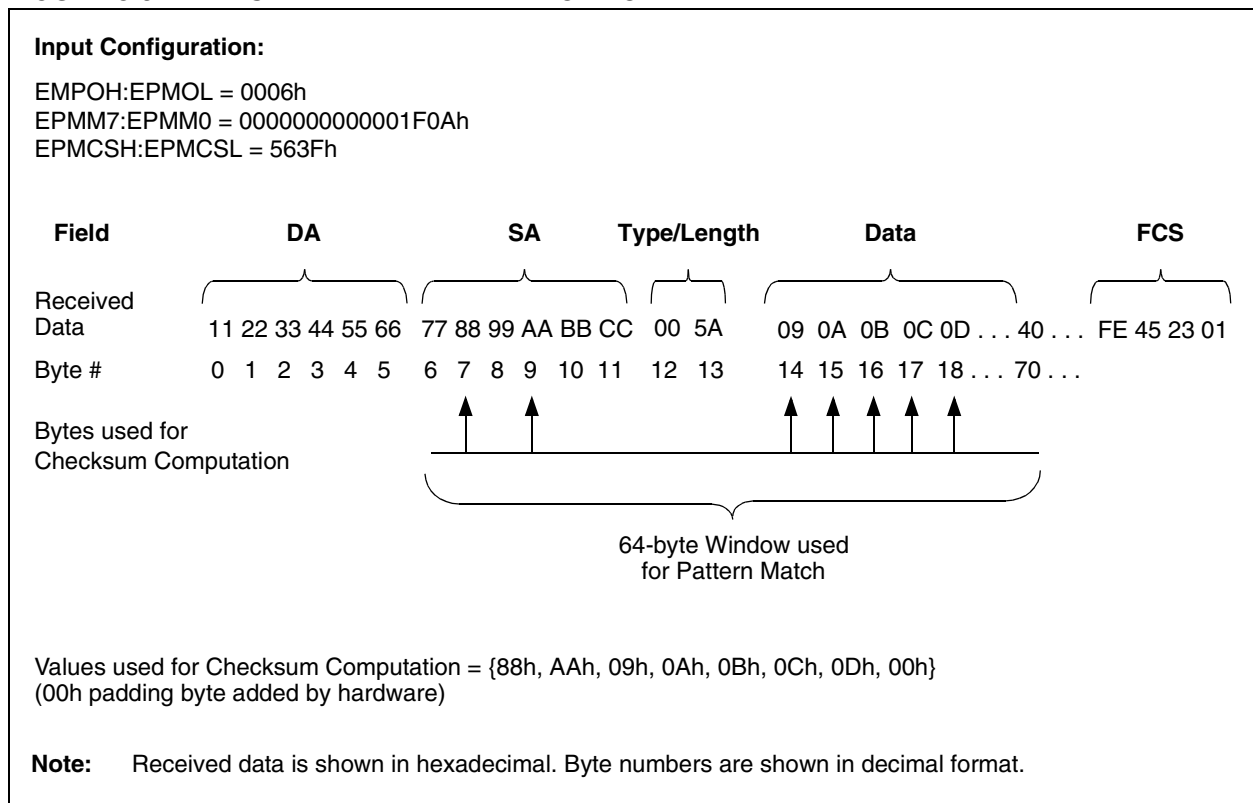 Input Configuration:
EMPOH:EPMOL = 0006h
EPMM7:EPMM0 = 0000000000001F0Ah
EPMCSH:EPMCSL = 563Fh
Field DA SA Type/Length Data FCS
Received
Data 11 22 33 44 55 66 77 88 99 AA BB CC 00 5A 09 0A 0B 0C 0D . . . 40 . . . FE 45 23 01
Byte # 0 1 2 3 4 5 6 7 8 9 10 11 12 13 14 15 16 17 18 . . . 70 . . .
Bytes used for
Checksum Computation
64-byte Window used
for Pattern Match
Values used for Checksum Computation = {88h, AAh, 09h, 0Ah, 0Bh, 0Ch, 0Dh, 00h}
(00h padding byte added by hardware)
Note: Received data is shown in hexadecimal. Byte numbers are shown in decimal format.